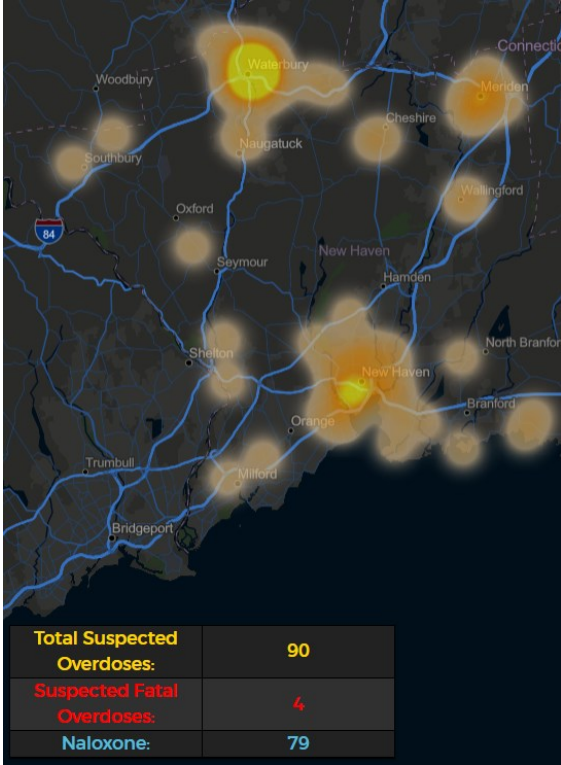 Connectic
Waterbury
Woodbury
Meriden
Cheshire
Naugatuck
Southbury
Wallingford
Oxford
84
New Haven
Seymour
Hamden
Shelton
North Branfor
New Haven
Branford
Orange
Trumbull
Milford
Bridgeport
Total Suspected
Overdoses:
90
Suspected Fatal
Overdoses:
4
Naloxone:
79